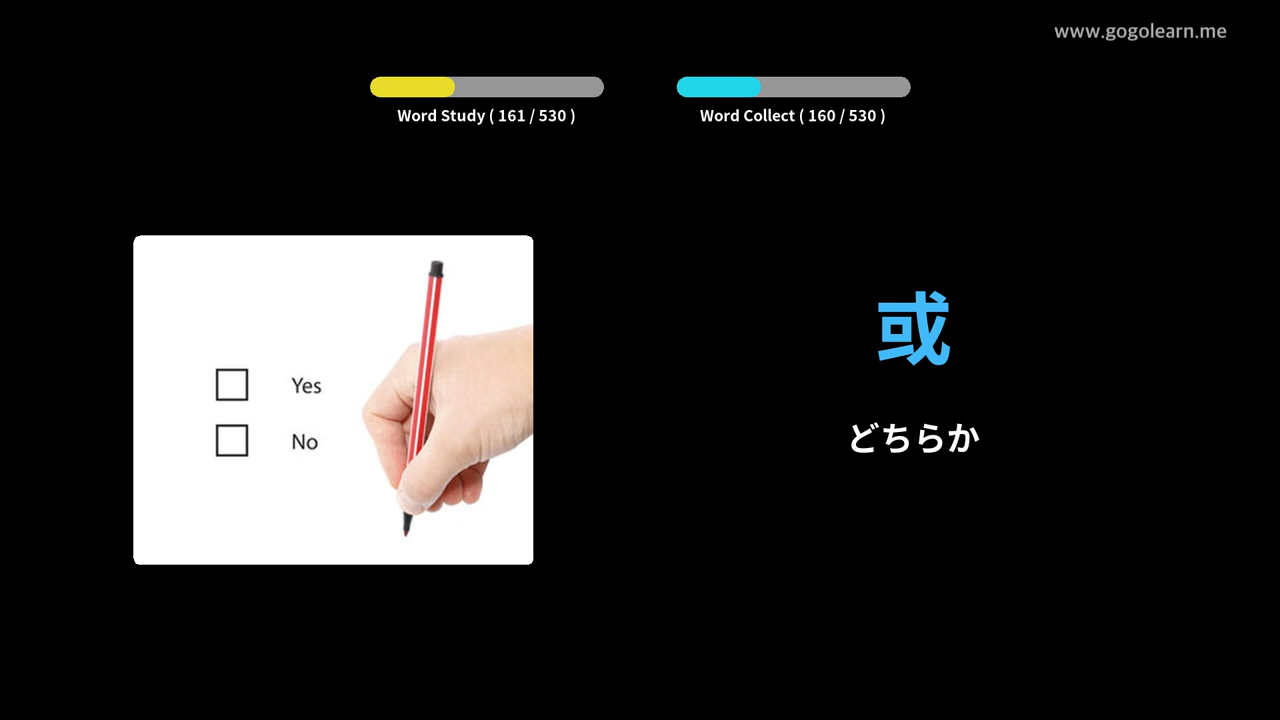 www.gogolearn.me
Word Study ( 161 / 530 )
Word Collect ( 160 / 530 )
Yes
No
或
どちらか